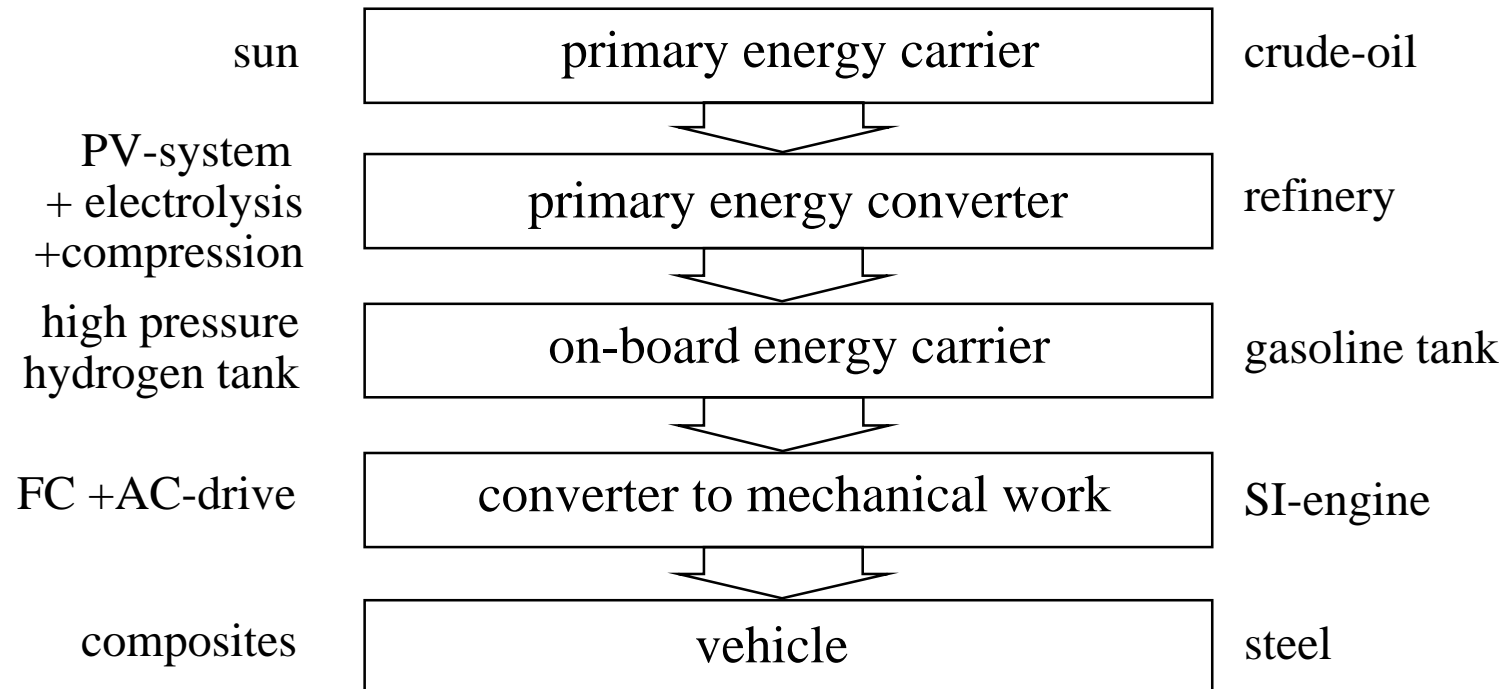 sun
primary energy carrier
crude-oil
PV-system
+ electrolysis
+compression
primary energy converter
refinery
high pressure
hydrogen tank
on-board energy carrier
gasoline tank
FC +AC-drive
converter to mechanical work
SI-engine
composites
vehicle
steel